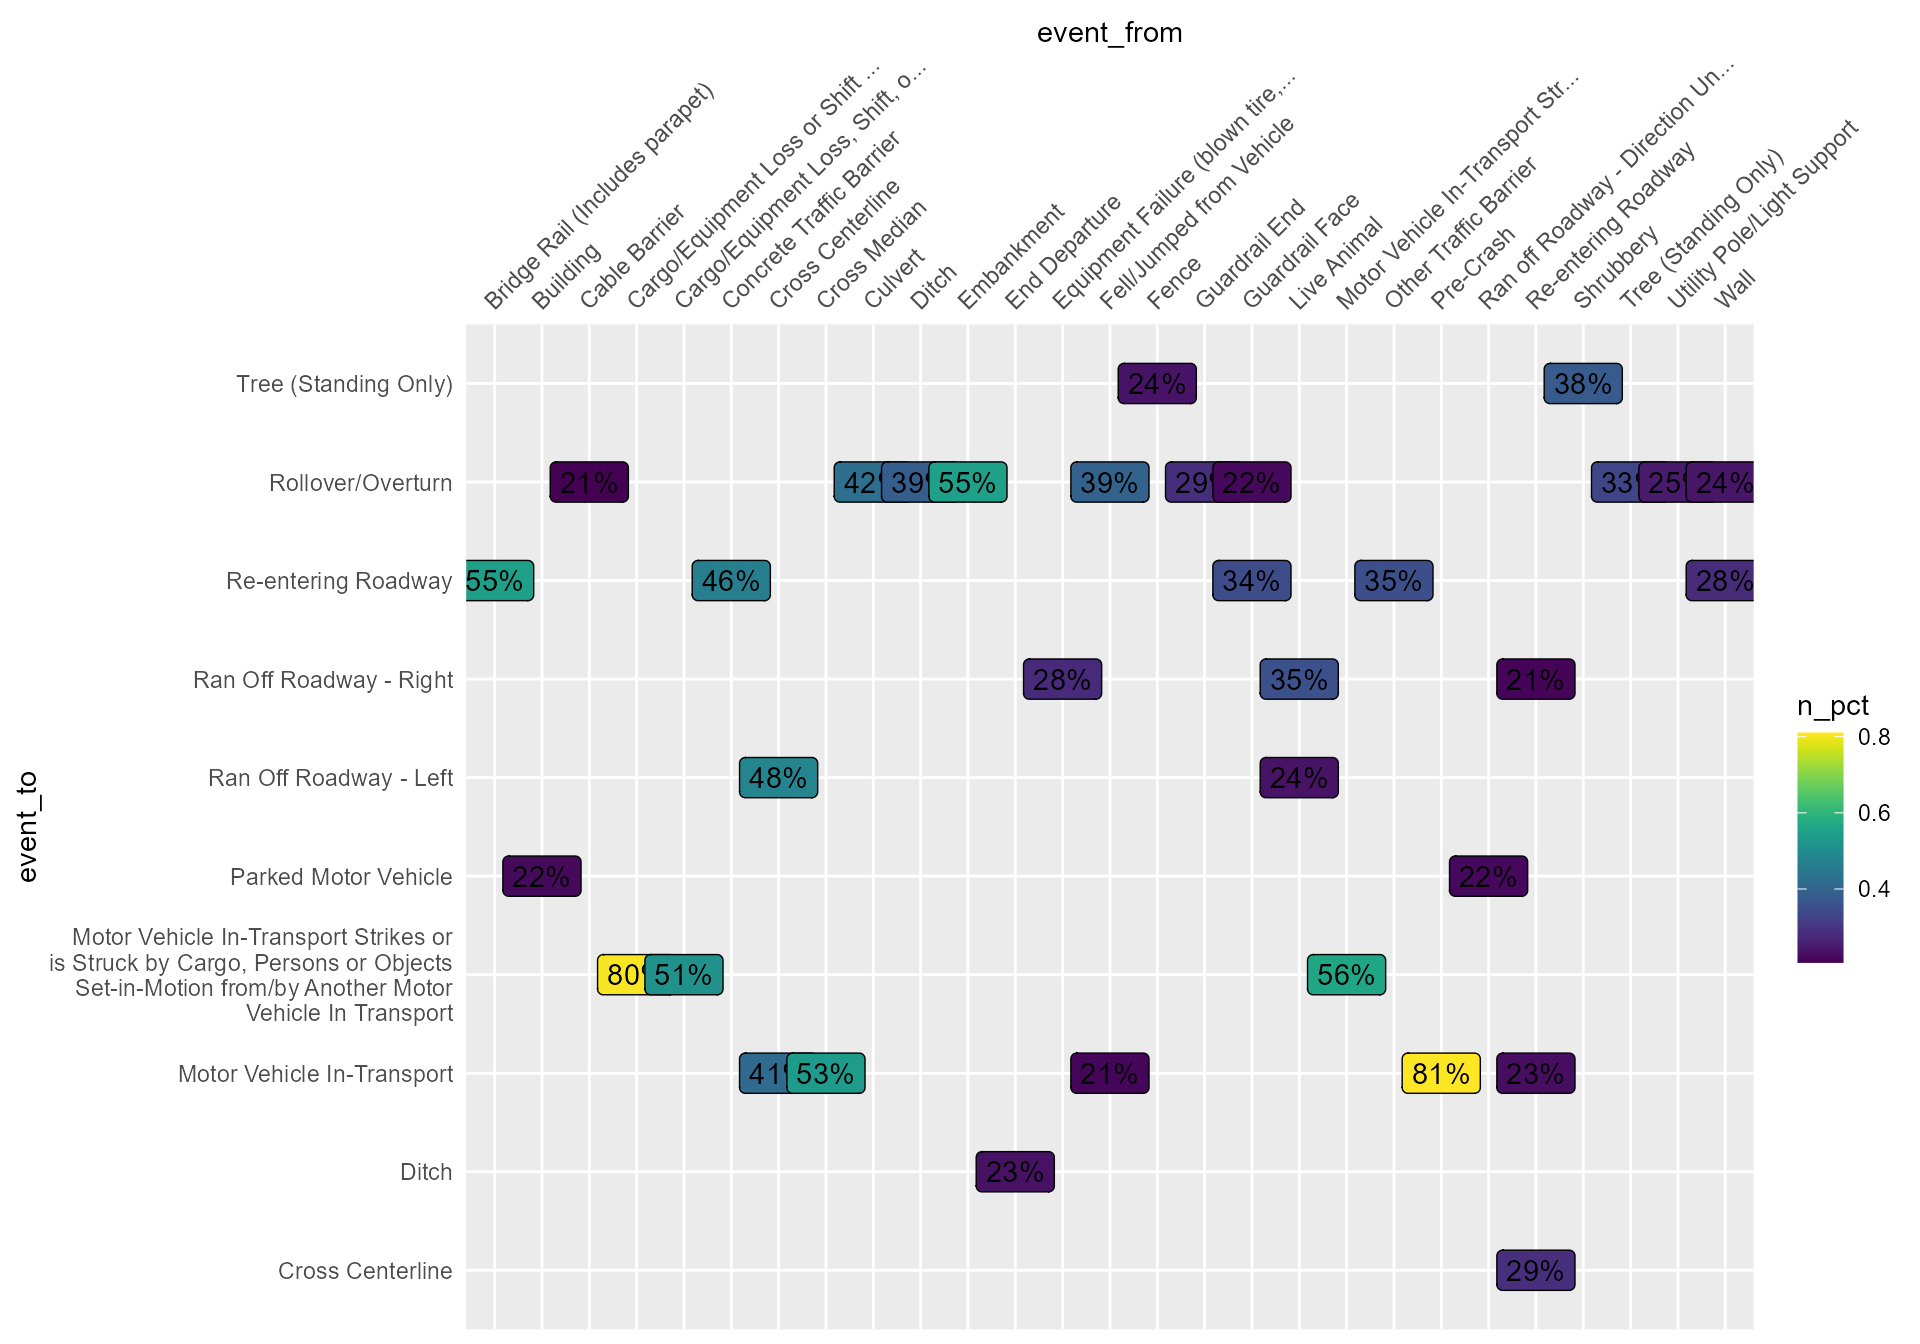 event_from
Bridge Rail (Includes parapet)
Building
Cable Barrier
Cargo/Equipment Loss or Shift ...
Cargo/Equipment Loss, Shift, o...
Concrete Traffic Barrier
Cross Centerline
Cross Median
Culvert
Ditch
Embankment
End Departure
Equipment Failure (blown tire,...
Fell/Jumped from Vehicle
Fence
Guardrail End
Guardrail Face
Live Animal
Motor Vehicle In-Transport Str...
Other Traffic Barrier
Pre-Crash
Ran off Roadway - Direction Un...
Re-entering Roadway
Shrubbery
Tree (Standing Only)
Utility Pole/Light Support
Wall
event_to
Tree (Standing Only)
24% 38%
Rollover/Overturn
21% 42% 39% 55% 39% 29% 22% 33% 25% 24%
Re-entering Roadway
55% 46% 34% 35% 28%
Ran Off Roadway - Right
28% 35% 21%
Ran Off Roadway - Left
48% 24%
Parked Motor Vehicle
22% 22%
Motor Vehicle In-Transport Strikes or
is Struck by Cargo, Persons or Objects
Set-in-Motion from/by Another Motor
Vehicle In Transport
80% 51% 56%
Motor Vehicle In-Transport
41% 53% 21% 81% 23%
Ditch
23%
Cross Centerline
29%
n_pct
0.8
0.6
0.4